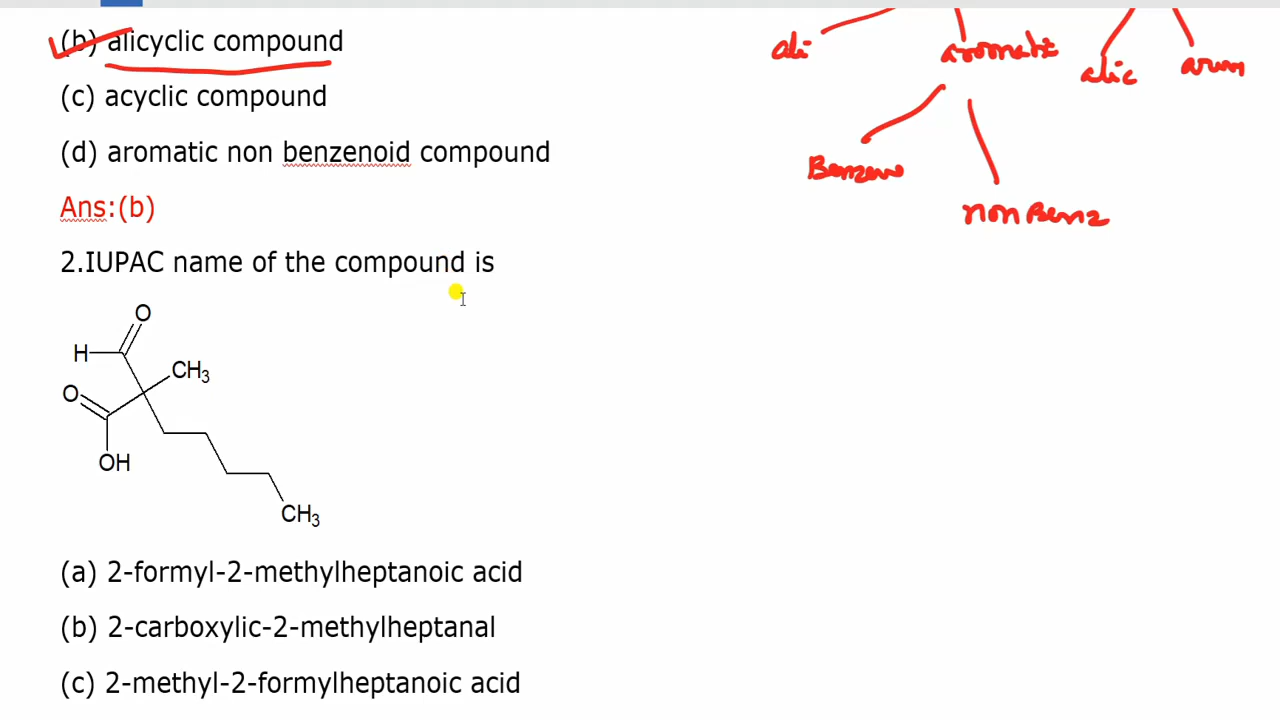 (b) alicyclic compound
(c) acyclic compound
(d) aromatic non benzenoid compound
Ans:(b)
ali
aromatic
alic
arom
Benzene
non Benz
2.IUPAC name of the compound is
O
H
CH3
O
OH
CH3
(a) 2-formyl-2-methylheptanoic acid
(b) 2-carboxylic-2-methylheptanal
(c) 2-methyl-2-formylheptanoic acid